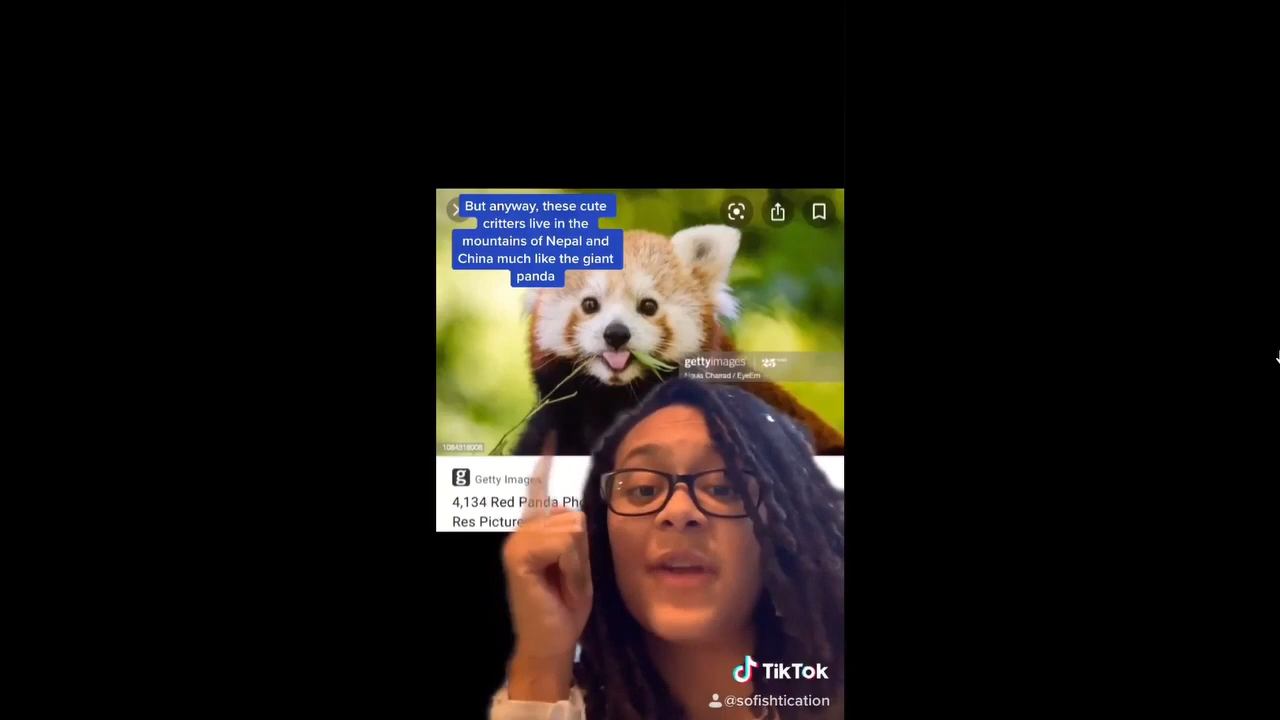 But anyway, these cute
critters live in the
mountains of Nepal and
China much like the giant
panda
gettyimages
1084318008
g Getty Images
4,134 Red Panda
Res Picture
TikTok
@sofishtication